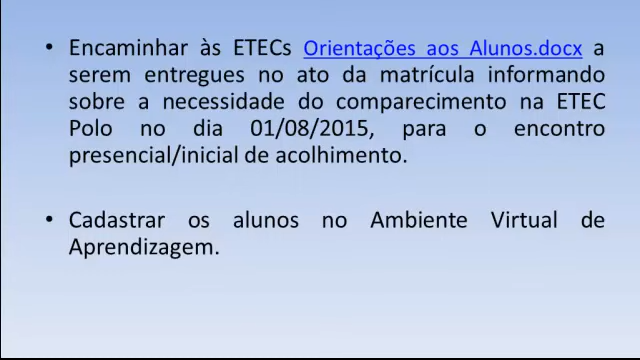 • Encaminhar às ETECs Orientações aos Alunos.docx a
serem entregues no ato da matrícula informando
sobre a necessidade do comparecimento na ETEC
Polo no dia 01/08/2015, para o encontro
presencial/inicial de acolhimento.
• Cadastrar os alunos no Ambiente Virtual de
Aprendizagem.